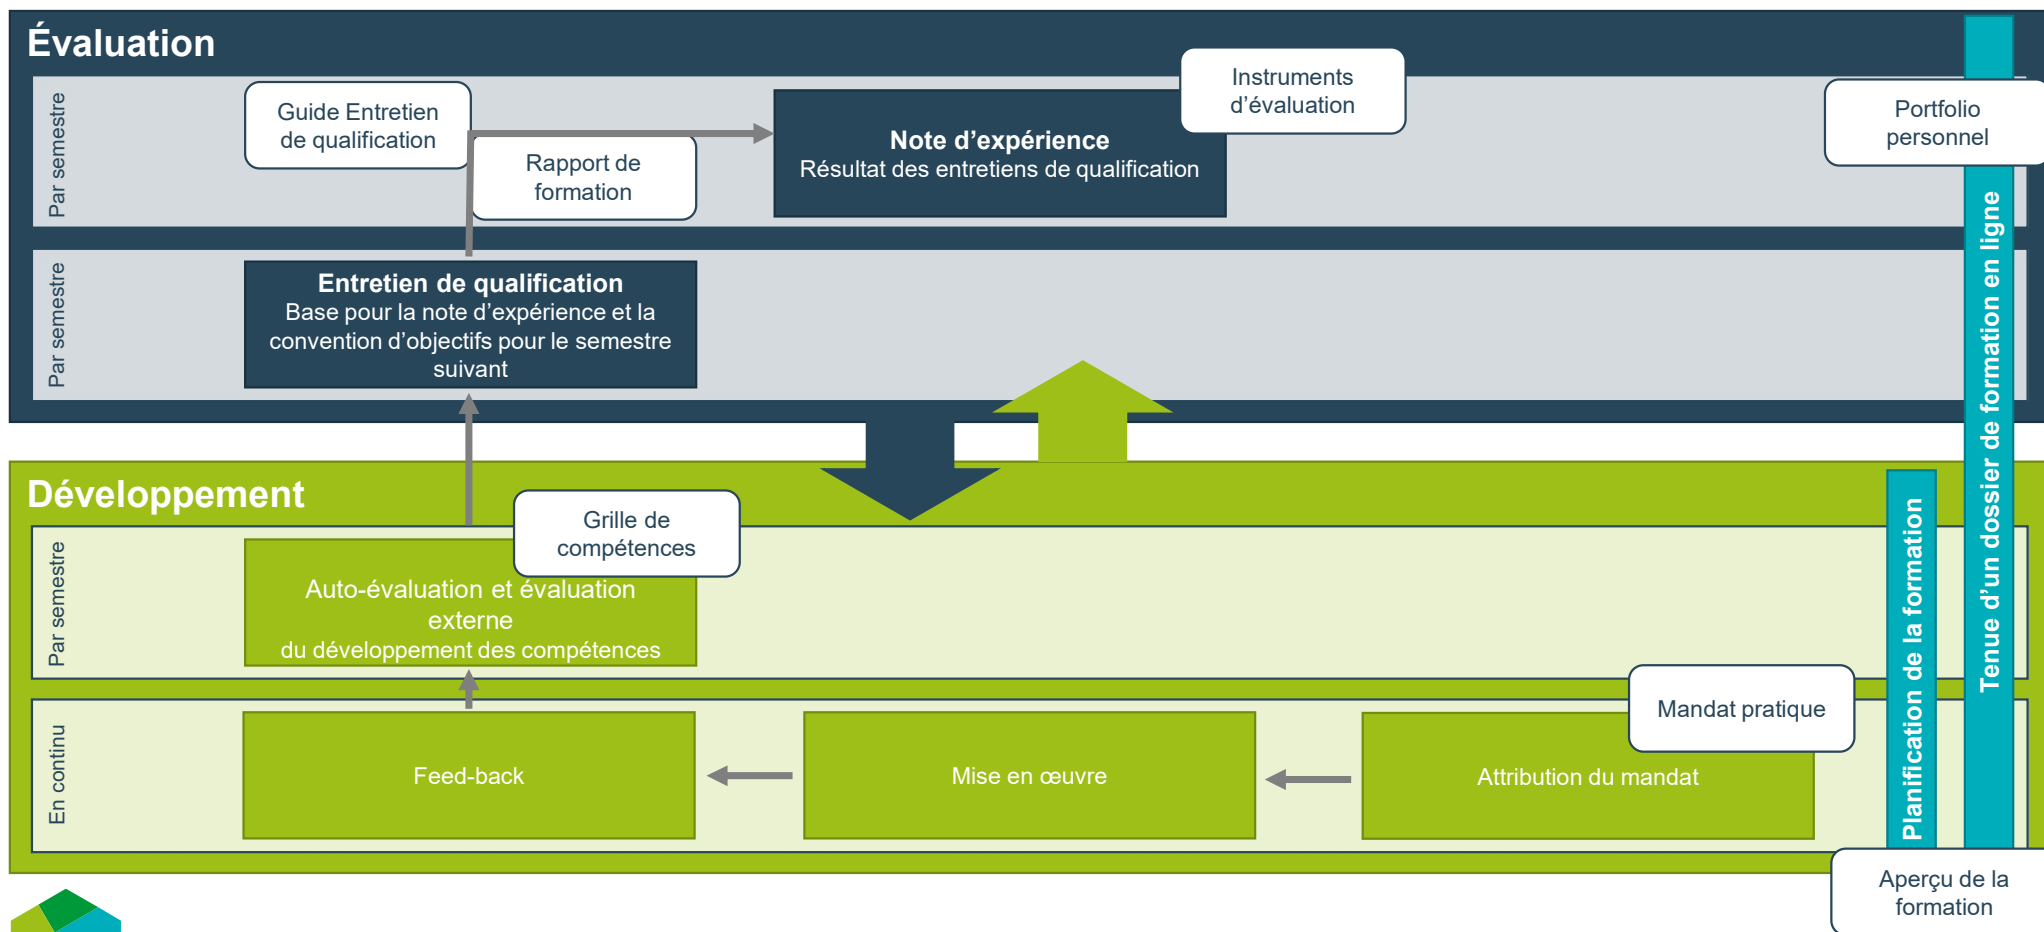 Évaluation
Par semestre
Guide Entretien
de qualification
Rapport de
formation
Note d’expérience
Résultat des entretiens de qualification
Instruments
d’évaluation
Portfolio
personnel
Par semestre
Entretien de qualification
Base pour la note d’expérience et la
convention d’objectifs pour le semestre
suivant
Tenue d’un dossier de formation en ligne
Développement
Par semestre
Grille de
compétences
Auto-évaluation et évaluation
externe
du développement des compétences
Planification de la formation
En continu
Feed-back
Mise en œuvre
Attribution du mandat
Mandat pratique
Aperçu de la
formation